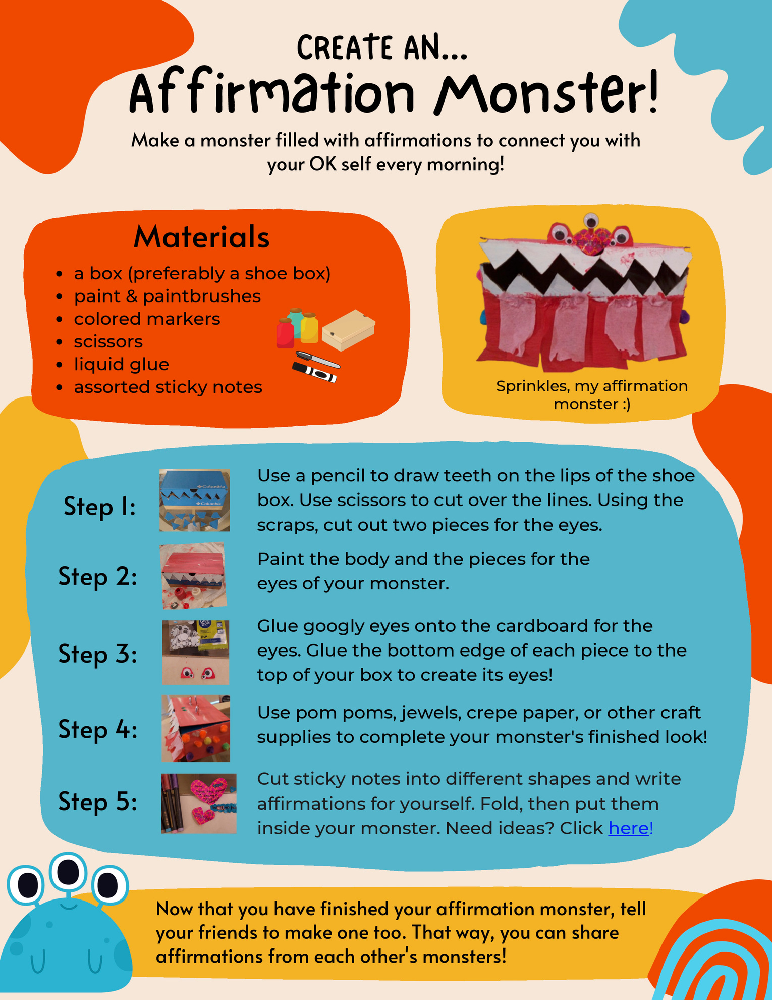 CREATE AN...
Affirmation Monster!
Make a monster filled with affirmations to connect you with
your OK self every morning!
Materials
• a box (preferably a shoe box)
• paint & paintbrushes
• colored markers
• scissors
• liquid glue
• assorted sticky notes
Sprinkles, my affirmation
monster :)
Step 1:
Columbia
Columbia
Use a pencil to draw teeth on the lips of the shoe
box. Use scissors to cut over the lines. Using the
scraps, cut out two pieces for the eyes.
Step 2:
Columbia
Paint the body and the pieces for the
eyes of your monster.
Step 3:
Glue
Dots
Glue googly eyes onto the cardboard for the
eyes. Glue the bottom edge of each piece to the
top of your box to create its eyes!
Step 4:
Use pom poms, jewels, crepe paper, or other craft
supplies to complete your monster's finished look!
Step 5:
Cut sticky notes into different shapes and write
affirmations for yourself. Fold, then put them
inside your monster. Need ideas? Click here!
Now that you have finished your affirmation monster, tell
your friends to make one too. That way, you can share
affirmations from each other's monsters!